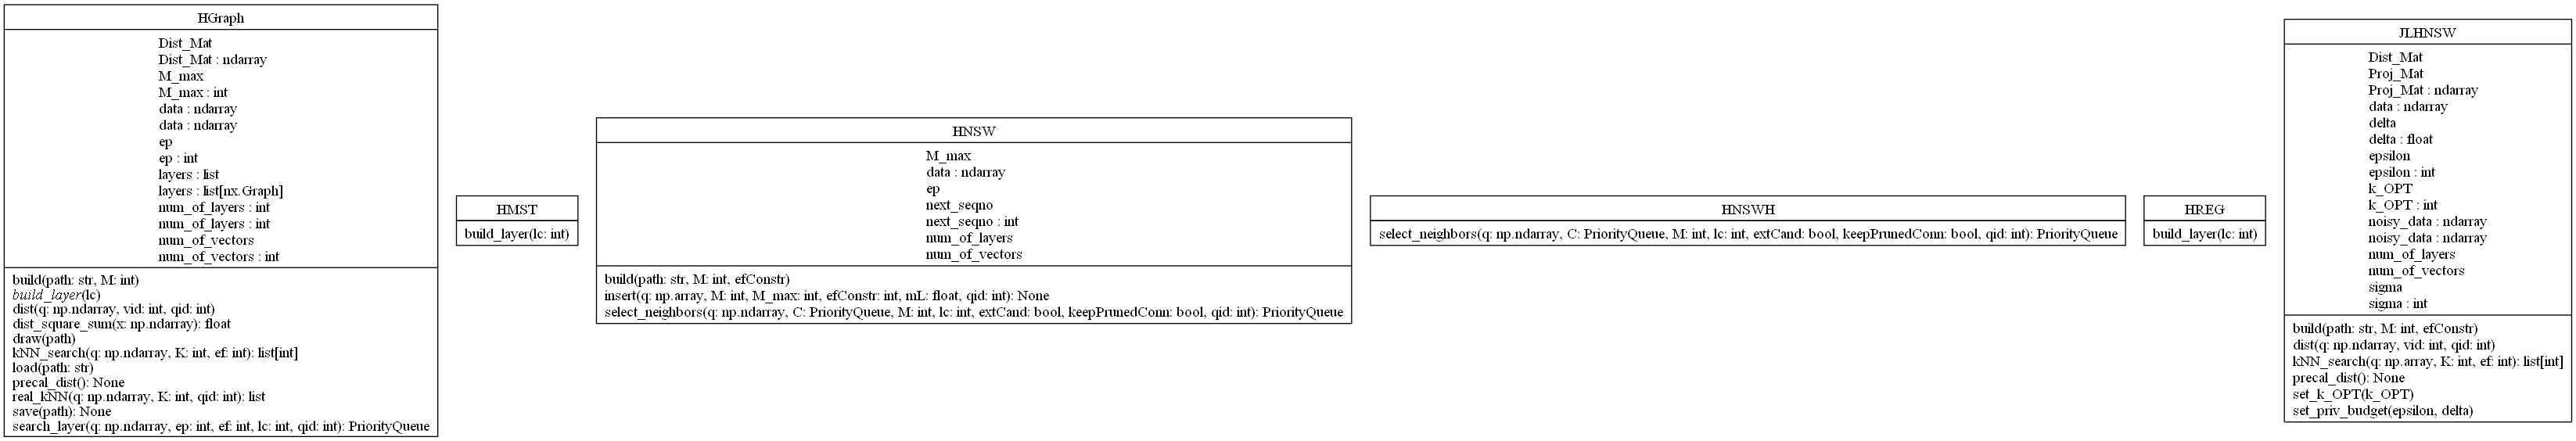 HGraph
Dist_Mat
Dist_Mat : ndarray
M_max
M_max : int
data : ndarray
data : ndarray
ep
ep : int
layers : list
layers : list[nx.Graph]
num_of_layers : int
num_of_layers : int
num_of_vectors
num_of_vectors : int
build(path: str, M: int)
build_layer(lc)
dist(q: np.ndarray, vid: int, qid: int)
dist_square_sum(x: np.ndarray): float
draw(path)
kNN_search(q: np.ndarray, K: int, ef: int): list[int]
load(path: str)
precal_dist(): None
real_kNN(q: np.ndarray, K: int, qid: int): list
save(path): None
search_layer(q: np.ndarray, ep: int, ef: int, lc: int, qid: int): PriorityQueue
HMST
build_layer(lc: int)
HNSW
M_max
data : ndarray
ep
next_seqno
next_seqno : int
num_of_layers
num_of_vectors
build(path: str, M: int, efConstr)
insert(q: np.array, M: int, M_max: int, efConstr: int, mL: float, qid: int): None
select_neighbors(q: np.ndarray, C: PriorityQueue, M: int, lc: int, extCand: bool, keepPrunedConn: bool, qid: int): PriorityQueue
HNSWH
select_neighbors(q: np.ndarray, C: PriorityQueue, M: int, lc: int, extCand: bool, keepPrunedConn: bool, qid: int): PriorityQueue
HREG
build_layer(lc: int)
JLHNSW
Dist_Mat
Proj_Mat
Proj_Mat : ndarray
data : ndarray
delta
delta : float
epsilon
epsilon : int
k_OPT
k_OPT : int
noisy_data : ndarray
noisy_data : ndarray
num_of_layers
num_of_vectors
sigma
sigma : int
build(path: str, M: int, efConstr)
dist(q: np.ndarray, vid: int, qid: int)
kNN_search(q: np.array, K: int, ef: int): list[int]
precal_dist(): None
set_k_OPT(k_OPT)
set_priv_budget(epsilon, delta)